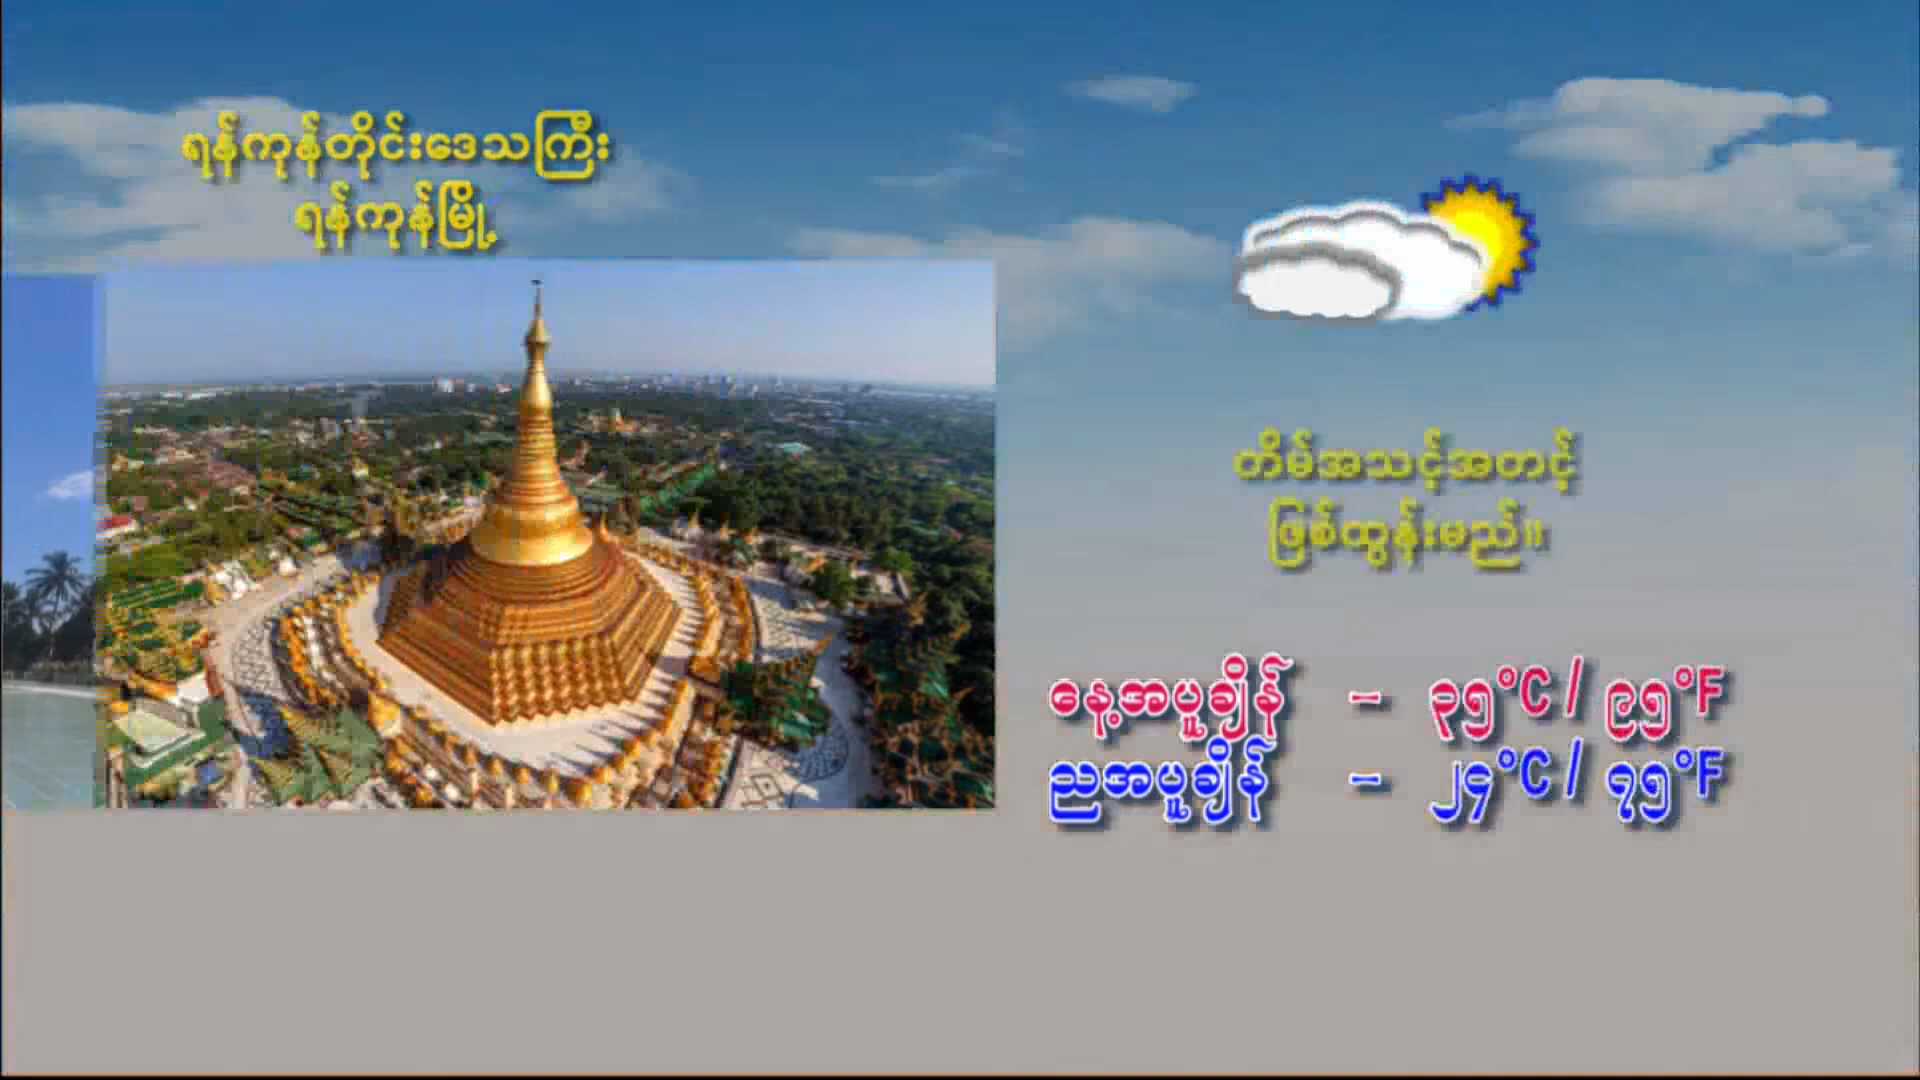 ရန်ကုန်တိုင်းဒေသကြီး
ရန်ကုန်မြို့
တိမ်အသင့်အတင့်
ဖြစ်ထွန်းမည်။
နေ့အပူချိန် - ၃၅°C / ၉၅°F
ညအပူချိန် - ၂၄°C / ၇၅°F